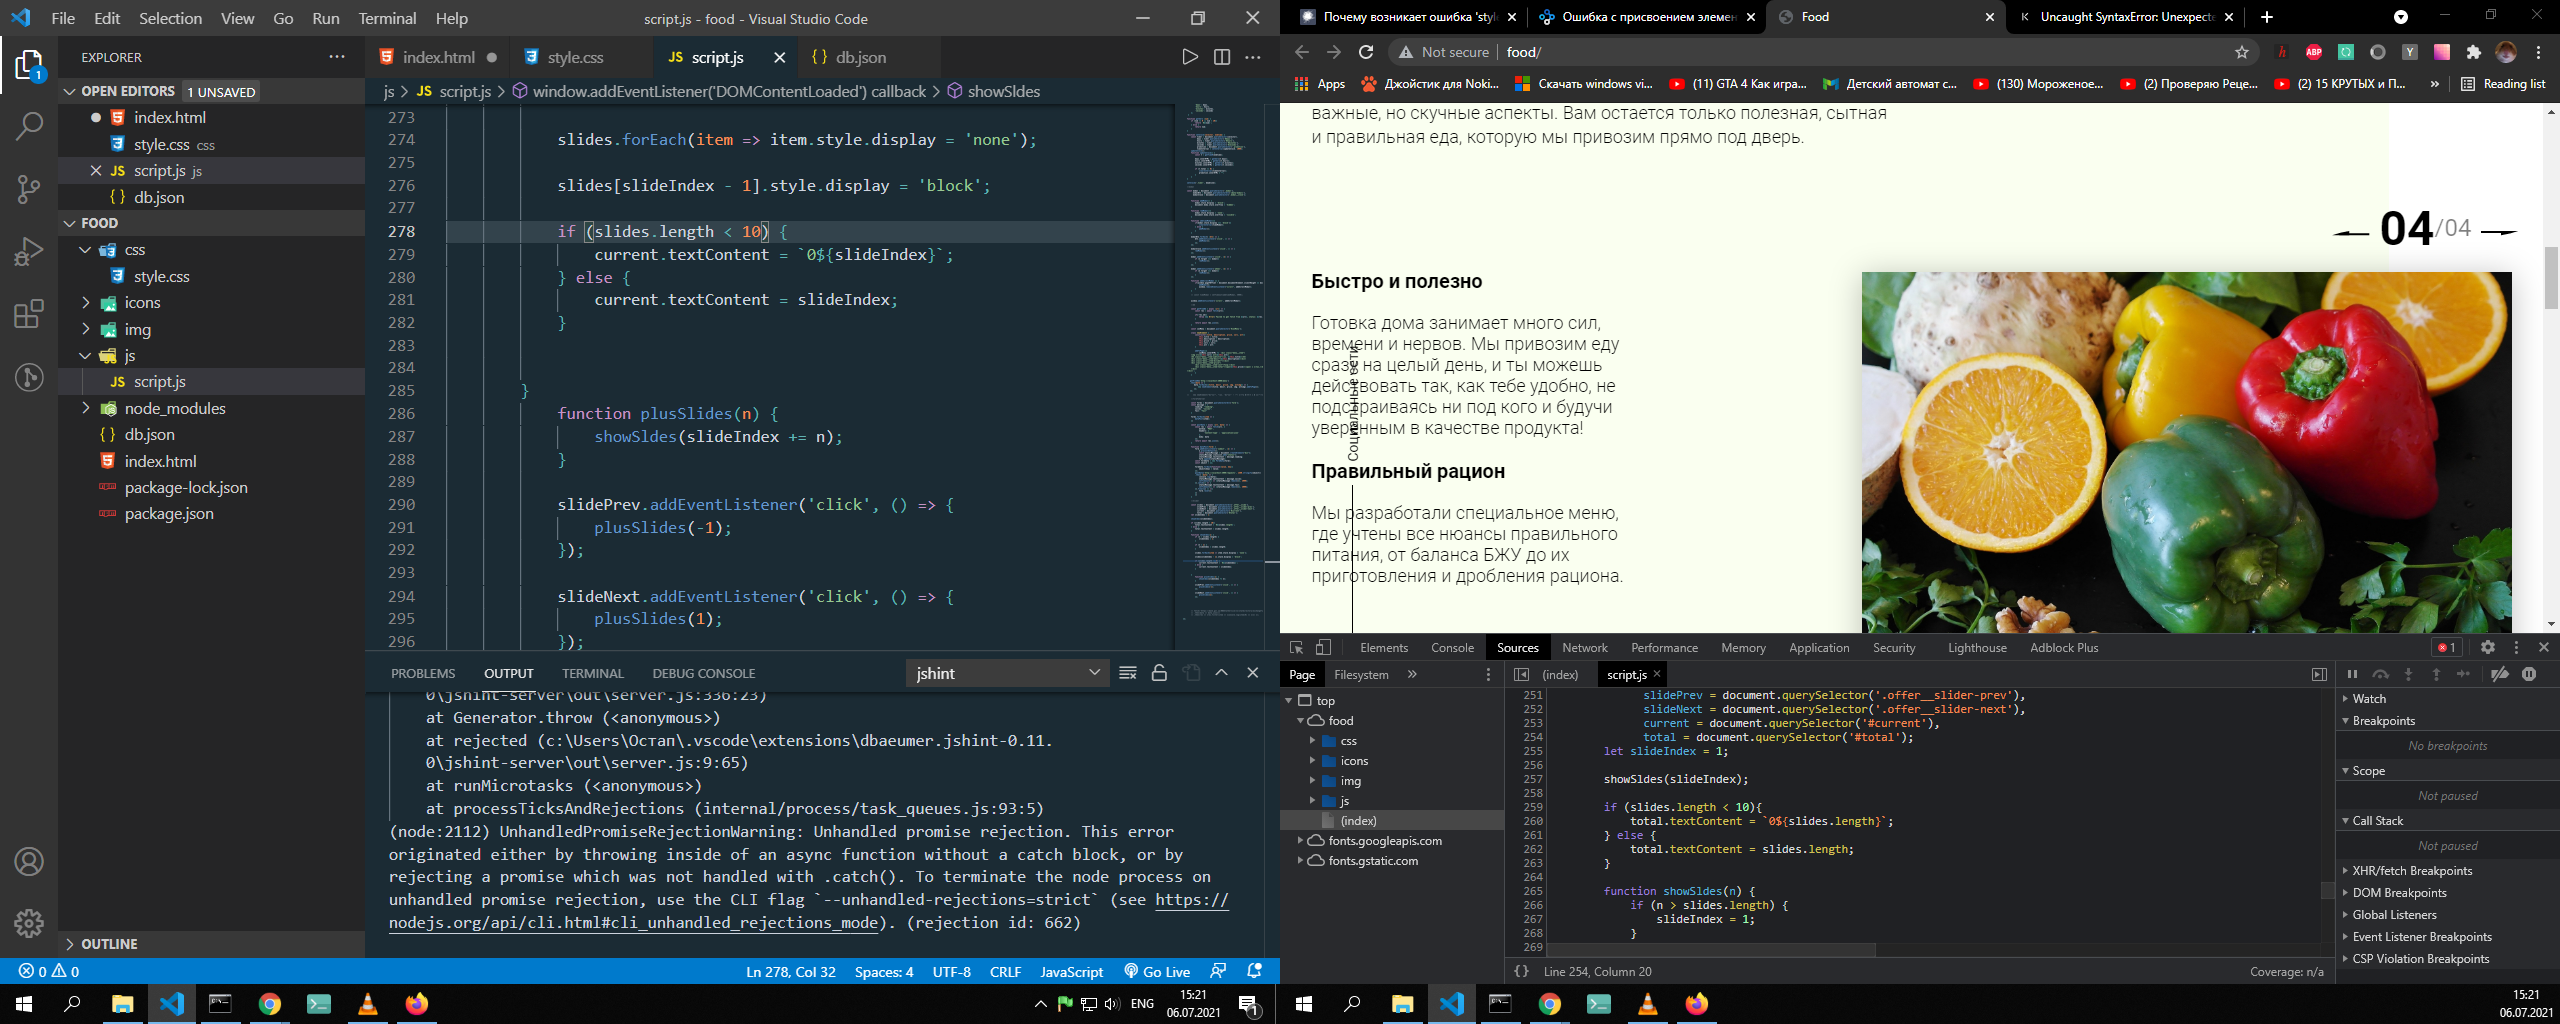 File Edit Selection View Go Run Terminal Help
script.js - food - Visual Studio Code
EXPLORER
OPEN EDITORS 1 UNSAVED
index.html
style.css css
script.js js
db.json
FOOD
css
style.css
icons
img
js
script.js
node_modules
db.json
index.html
package-lock.json
package.json
OUTLINE
index.html style.css script.js db.json
js > script.js > window.addEventListener('DOMContentLoaded') callback > showSldes
273
274 slides.forEach(item => item.style.display = 'none');
275
276 slides[slideIndex - 1].style.display = 'block';
277
278 if (slides.length < 10) {
279 current.textContent = `0${slideIndex}`;
280 } else {
281 current.textContent = slideIndex;
282 }
283
284
285 }
286 function plusSlides(n) {
287 showSldes(slideIndex += n);
288 }
289
290 slidePrev.addEventListener('click', () => {
291 plusSlides(-1);
292 });
293
294 slideNext.addEventListener('click', () => {
295 plusSlides(1);
296 });
PROBLEMS OUTPUT TERMINAL DEBUG CONSOLE jshint
0\jshint-server\out\server.js:336:23)
at Generator.throw (<anonymous>)
at rejected (c:\Users\Остап\.vscode\extensions\dbaeumer.jshint-0.11.
0\jshint-server\out\server.js:9:65)
at runMicrotasks (<anonymous>)
at processTicksAndRejections (internal/process/task_queues.js:93:5)
(node:2112) UnhandledPromiseRejectionWarning: Unhandled promise rejection. This error
originated either by throwing inside of an async function without a catch block, or by
rejecting a promise which was not handled with .catch(). To terminate the node process on
unhandled promise rejection, use the CLI flag `--unhandled-rejections=strict` (see https://
nodejs.org/api/cli.html#cli_unhandled_rejections_mode). (rejection id: 662)
0 0
Ln 278, Col 32 Spaces: 4 UTF-8 CRLF JavaScript Go Live
ENG 15:21
06.07.2021
1
Почему возникает ошибка 'style Ошибка с присвоением элемен Food Uncaught SyntaxError: Unexpecte
Not secure food/
Apps Джойстик для Noki... Скачать windows vi... (11) GTA 4 Как игра... Детский автомат с... (130) Мороженое... (2) Проверяю Реце... (2) 15 КРУТЫХ и П... » Reading list
важные, но скучные аспекты. Вам остается только полезная, сытная
и правильная еда, которую мы привозим прямо под дверь.
04/04
Быстро и полезно
Готовка дома занимает много сил,
времени и нервов. Мы привозим еду
сразу на целый день, и ты можешь
действовать так, как тебе удобно, не
подстраиваясь ни под кого и будучи
уверенным в качестве продукта!
Социальные сети
Правильный рацион
Мы разработали специальное меню,
где учтены все нюансы правильного
питания, от баланса БЖУ до их
приготовления и дробления рациона.
Elements Console Sources Network Performance Memory Application Security Lighthouse Adblock Plus 1
Page Filesystem »
top
food
css
icons
img
js
(index)
fonts.googleapis.com
fonts.gstatic.com
(index) script.js
251 slidePrev = document.querySelector('.offer__slider-prev'),
252 slideNext = document.querySelector('.offer__slider-next'),
253 current = document.querySelector('#current'),
254 total = document.querySelector('#total');
255 let slideIndex = 1;
256
257 showSldes(slideIndex);
258
259 if (slides.length < 10){
260 total.textContent = `0${slides.length}`;
261 } else {
262 total.textContent = slides.length;
263 }
264
265 function showSldes(n) {
266 if (n > slides.length) {
267 slideIndex = 1;
268 }
269
{} Line 254, Column 20 Coverage: n/a
Watch
Breakpoints
No breakpoints
Scope
Not paused
Call Stack
Not paused
XHR/fetch Breakpoints
DOM Breakpoints
Global Listeners
Event Listener Breakpoints
CSP Violation Breakpoints
15:21
06.07.2021